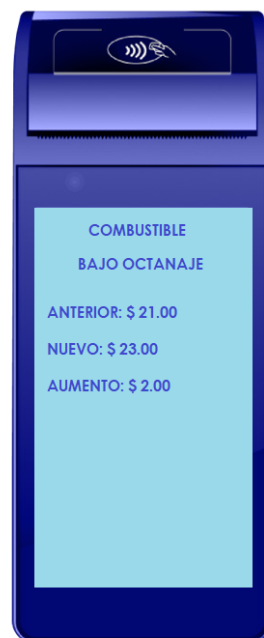 COMBUSTIBLE
BAJO OCTANAJE
ANTERIOR: $ 21.00
NUEVO: $ 23.00
AUMENTO: $ 2.00